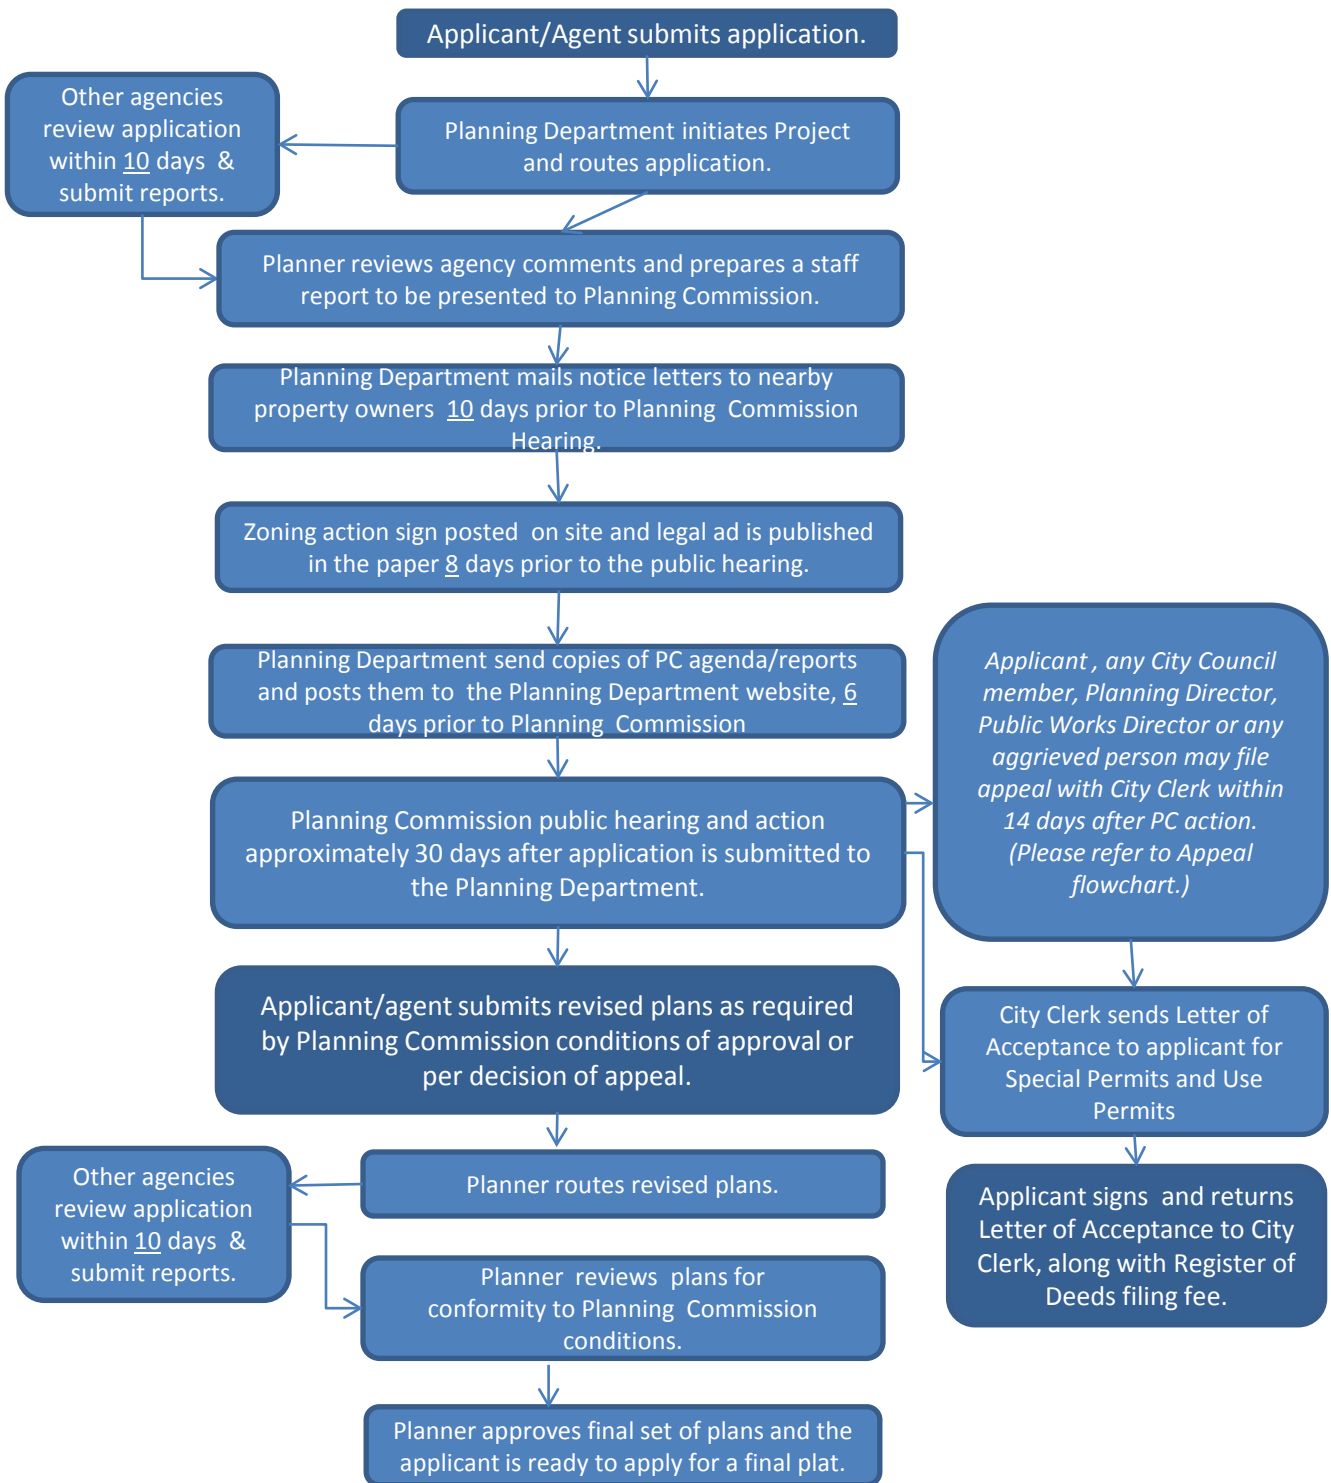 Applicant/Agent submits application.
Other agencies
review application
within 10 days &
submit reports.
Planning Department initiates Project
and routes application.
Planner reviews agency comments and prepares a staff
report to be presented to Planning Commission.
Planning Department mails notice letters to nearby
property owners 10 days prior to Planning Commission
Hearing.
Zoning action sign posted on site and legal ad is published
in the paper 8 days prior to the public hearing.
Planning Department send copies of PC agenda/reports
and posts them to the Planning Department website, 6
days prior to Planning Commission
Planning Commission public hearing and action
approximately 30 days after application is submitted to
the Planning Department.
Applicant , any City Council
member, Planning Director,
Public Works Director or any
aggrieved person may file
appeal with City Clerk within
14 days after PC action.
(Please refer to Appeal
flowchart.)
Applicant/agent submits revised plans as required
by Planning Commission conditions of approval or
per decision of appeal.
City Clerk sends Letter of
Acceptance to applicant for
Special Permits and Use
Permits
Planner routes revised plans.
Other agencies
review application
within 10 days &
submit reports.
Applicant signs and returns
Letter of Acceptance to City
Clerk, along with Register of
Deeds filing fee.
Planner reviews plans for
conformity to Planning Commission
conditions.
Planner approves final set of plans and the
applicant is ready to apply for a final plat.